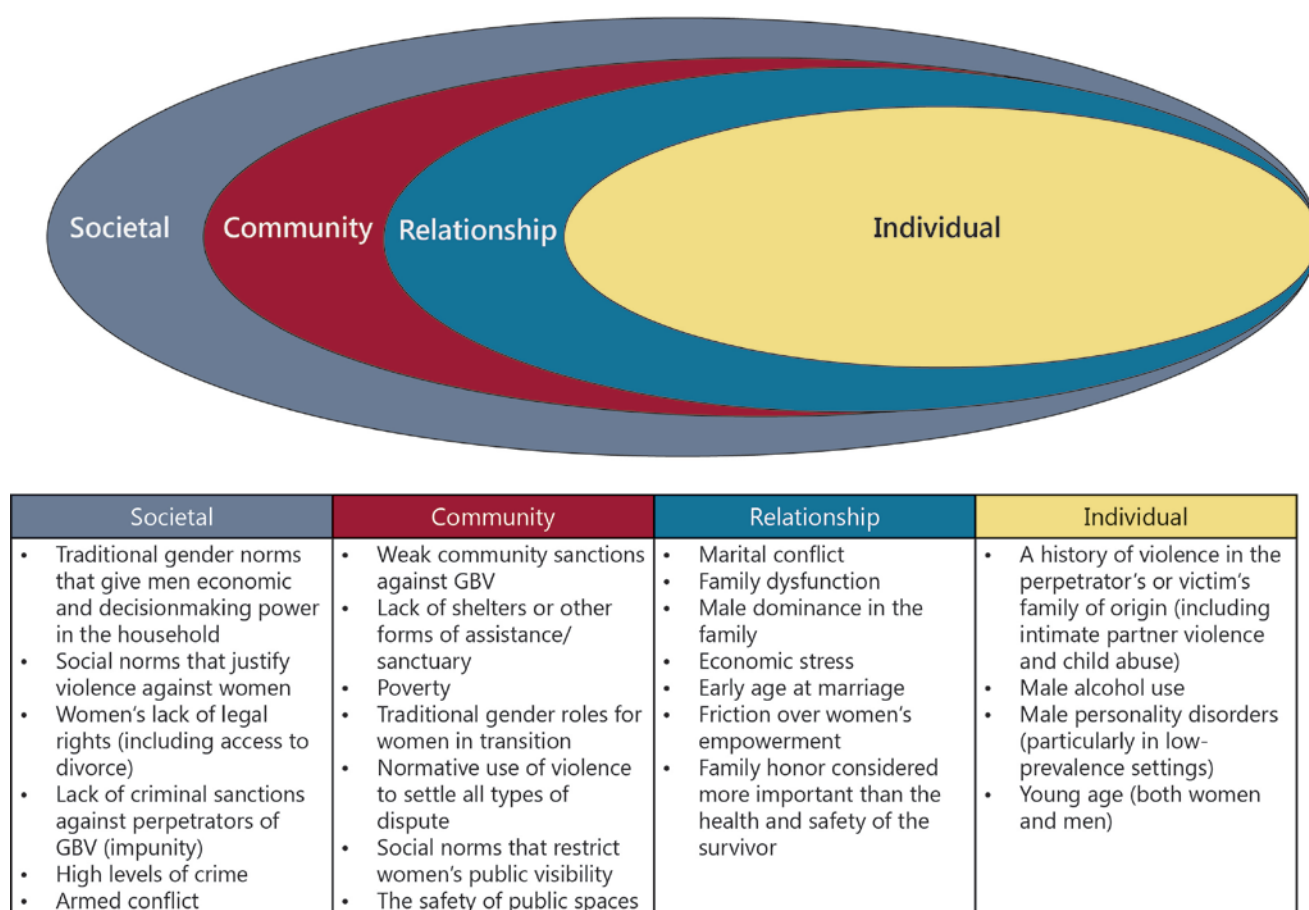 Societal
Community
Relationship
Individual
Societal
• Traditional gender norms
that give men economic
and decisionmaking power
in the household
• Social norms that justify
violence against women
• Women's lack of legal
rights (including access to
divorce)
• Lack of criminal sanctions
against perpetrators of
GBV (impunity)
• High levels of crime
• Armed conflict
Community
• Weak community sanctions
against GBV
• Lack of shelters or other
forms of assistance/
sanctuary
• Poverty
• Traditional gender roles for
women in transition
• Normative use of violence
to settle all types of
dispute
• Social norms that restrict
women's public visibility
• The safety of public spaces
Relationship
• Marital conflict
• Family dysfunction
• Male dominance in the
family
• Economic stress
• Early age at marriage
• Friction over women's
empowerment
• Family honor considered
more important than the
health and safety of the
survivor
Individual
• A history of violence in the
perpetrator's or victim's
family of origin (including
intimate partner violence
and child abuse)
• Male alcohol use
• Male personality disorders
(particularly in low-
prevalence settings)
• Young age (both women
and men)